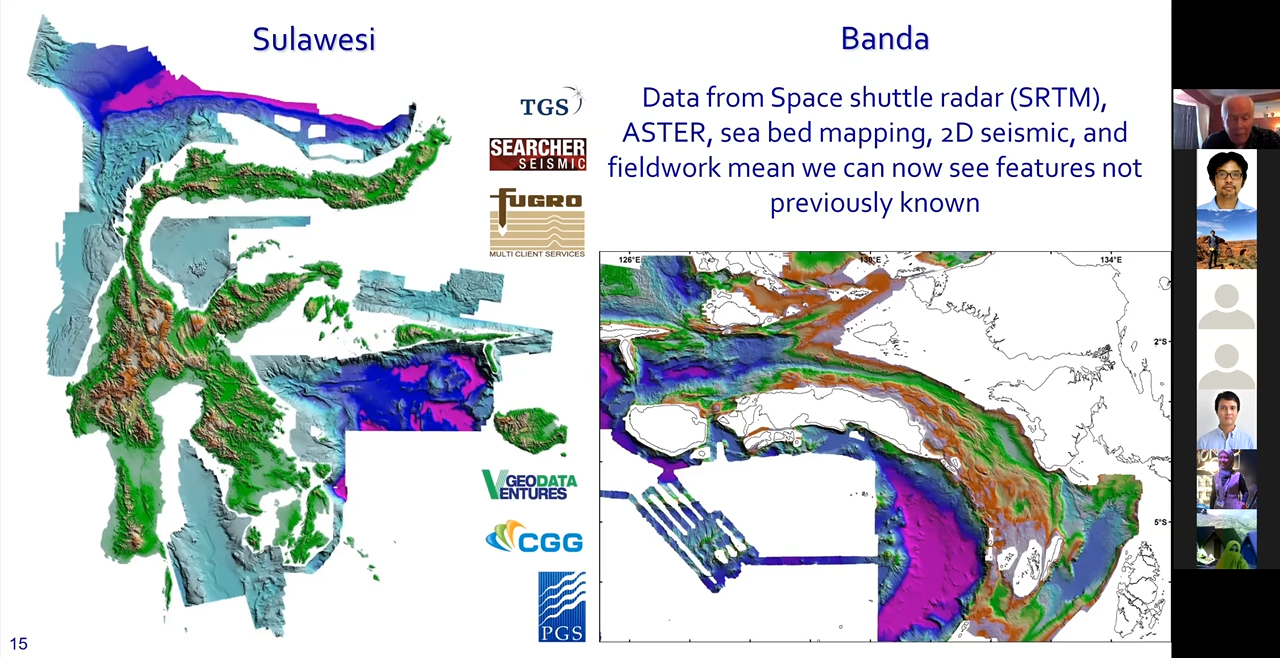 Sulawesi
Banda
TGS
SEARCHER
SEISMIC
FUGRO
MULTI CLIENT SERVICES
Data from Space shuttle radar (SRTM),
ASTER, sea bed mapping, 2D seismic, and
fieldwork mean we can now see features not
previously known
126°E
130°E
134°E
2°S
5°S
GEODATA
VENTURES
CGG
PGS
15